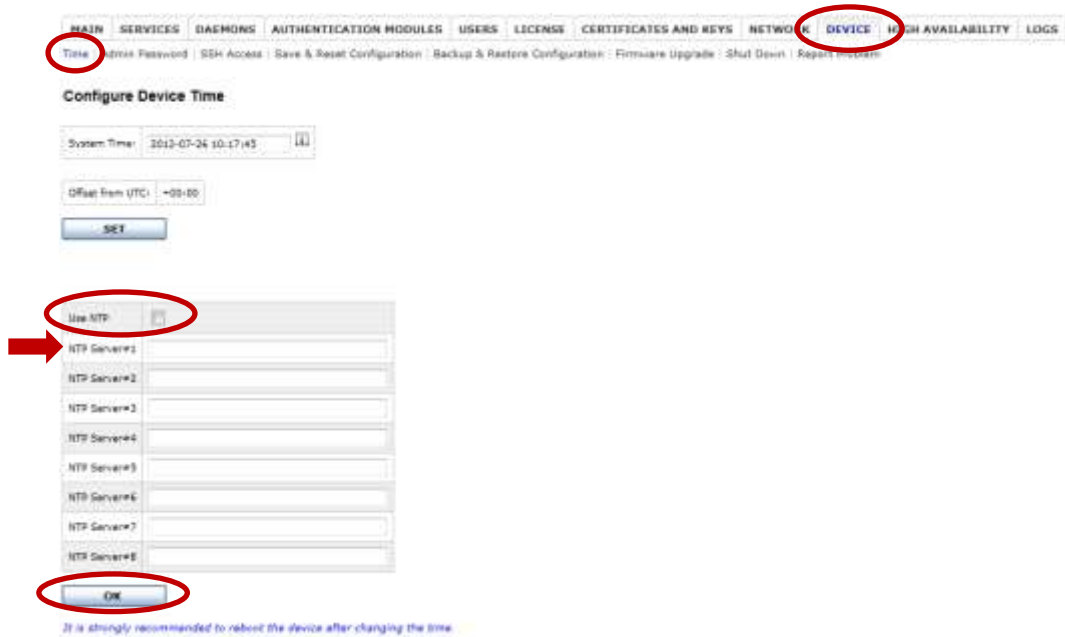 MAIN SERVICES DAEMONS AUTHENTICATION MODULES USERS LICENSE CERTIFICATES AND KEYS NETWORK DEVICE HIGH AVAILABILITY LOGS
Time Admin Password SSH Access Save & Reset Configuration Backup & Restore Configuration Firmware Upgrade Shut Down Report Problem
Configure Device Time
System Time: 2013-07-26 10:17:45
Offset from UTC: +00:00
SET
Use NTP
NTP Server#1
NTP Server#2
NTP Server#3
NTP Server#4
NTP Server#5
NTP Server#6
NTP Server#7
NTP Server#8
OK
It is strongly recommended to reboot the device after changing the time